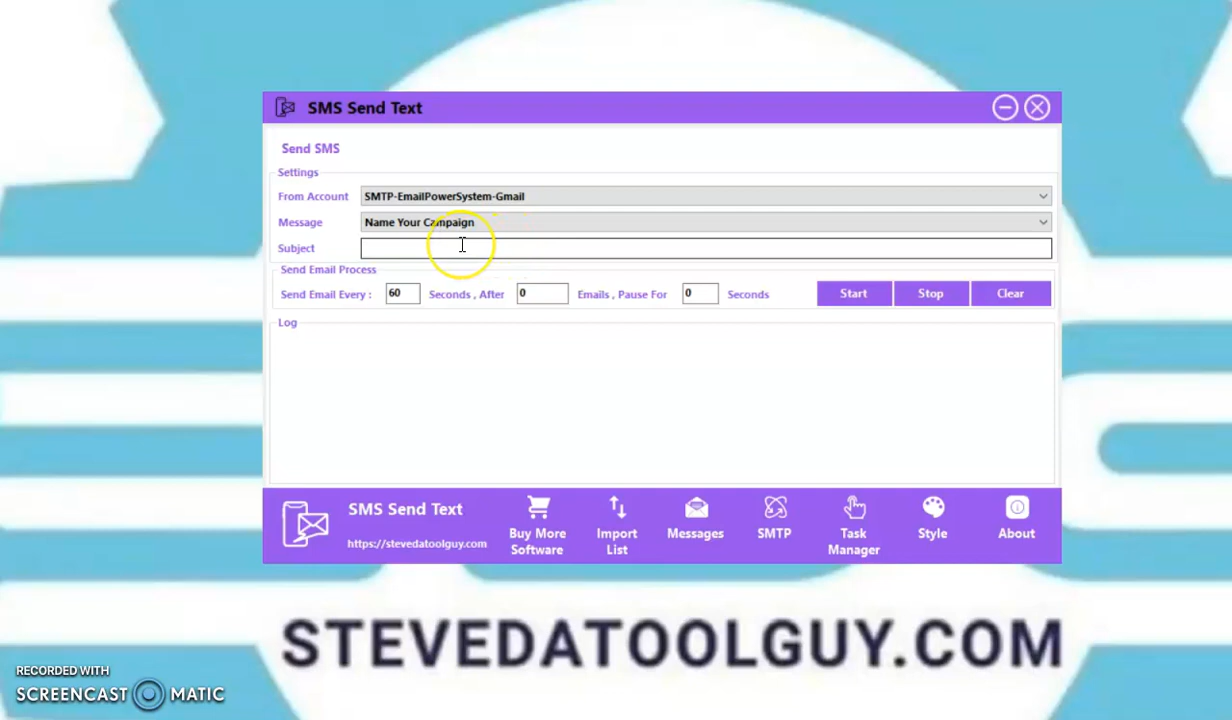 SMS Send Text
Send SMS
Settings
From Account SMTP-EmailPowerSystem-Gmail
Message Name Your Campaign
Subject
Send Email Process
Send Email Every : 60 Seconds , After 0 Emails , Pause For 0 Seconds Start Stop Clear
Log
SMS Send Text
https://stevedatoolguy.com
Buy More Software
Import List
Messages
SMTP
Task Manager
Style
About
STEVEDATOOLGUY.COM
RECORDED WITH
SCREENCAST MATIC